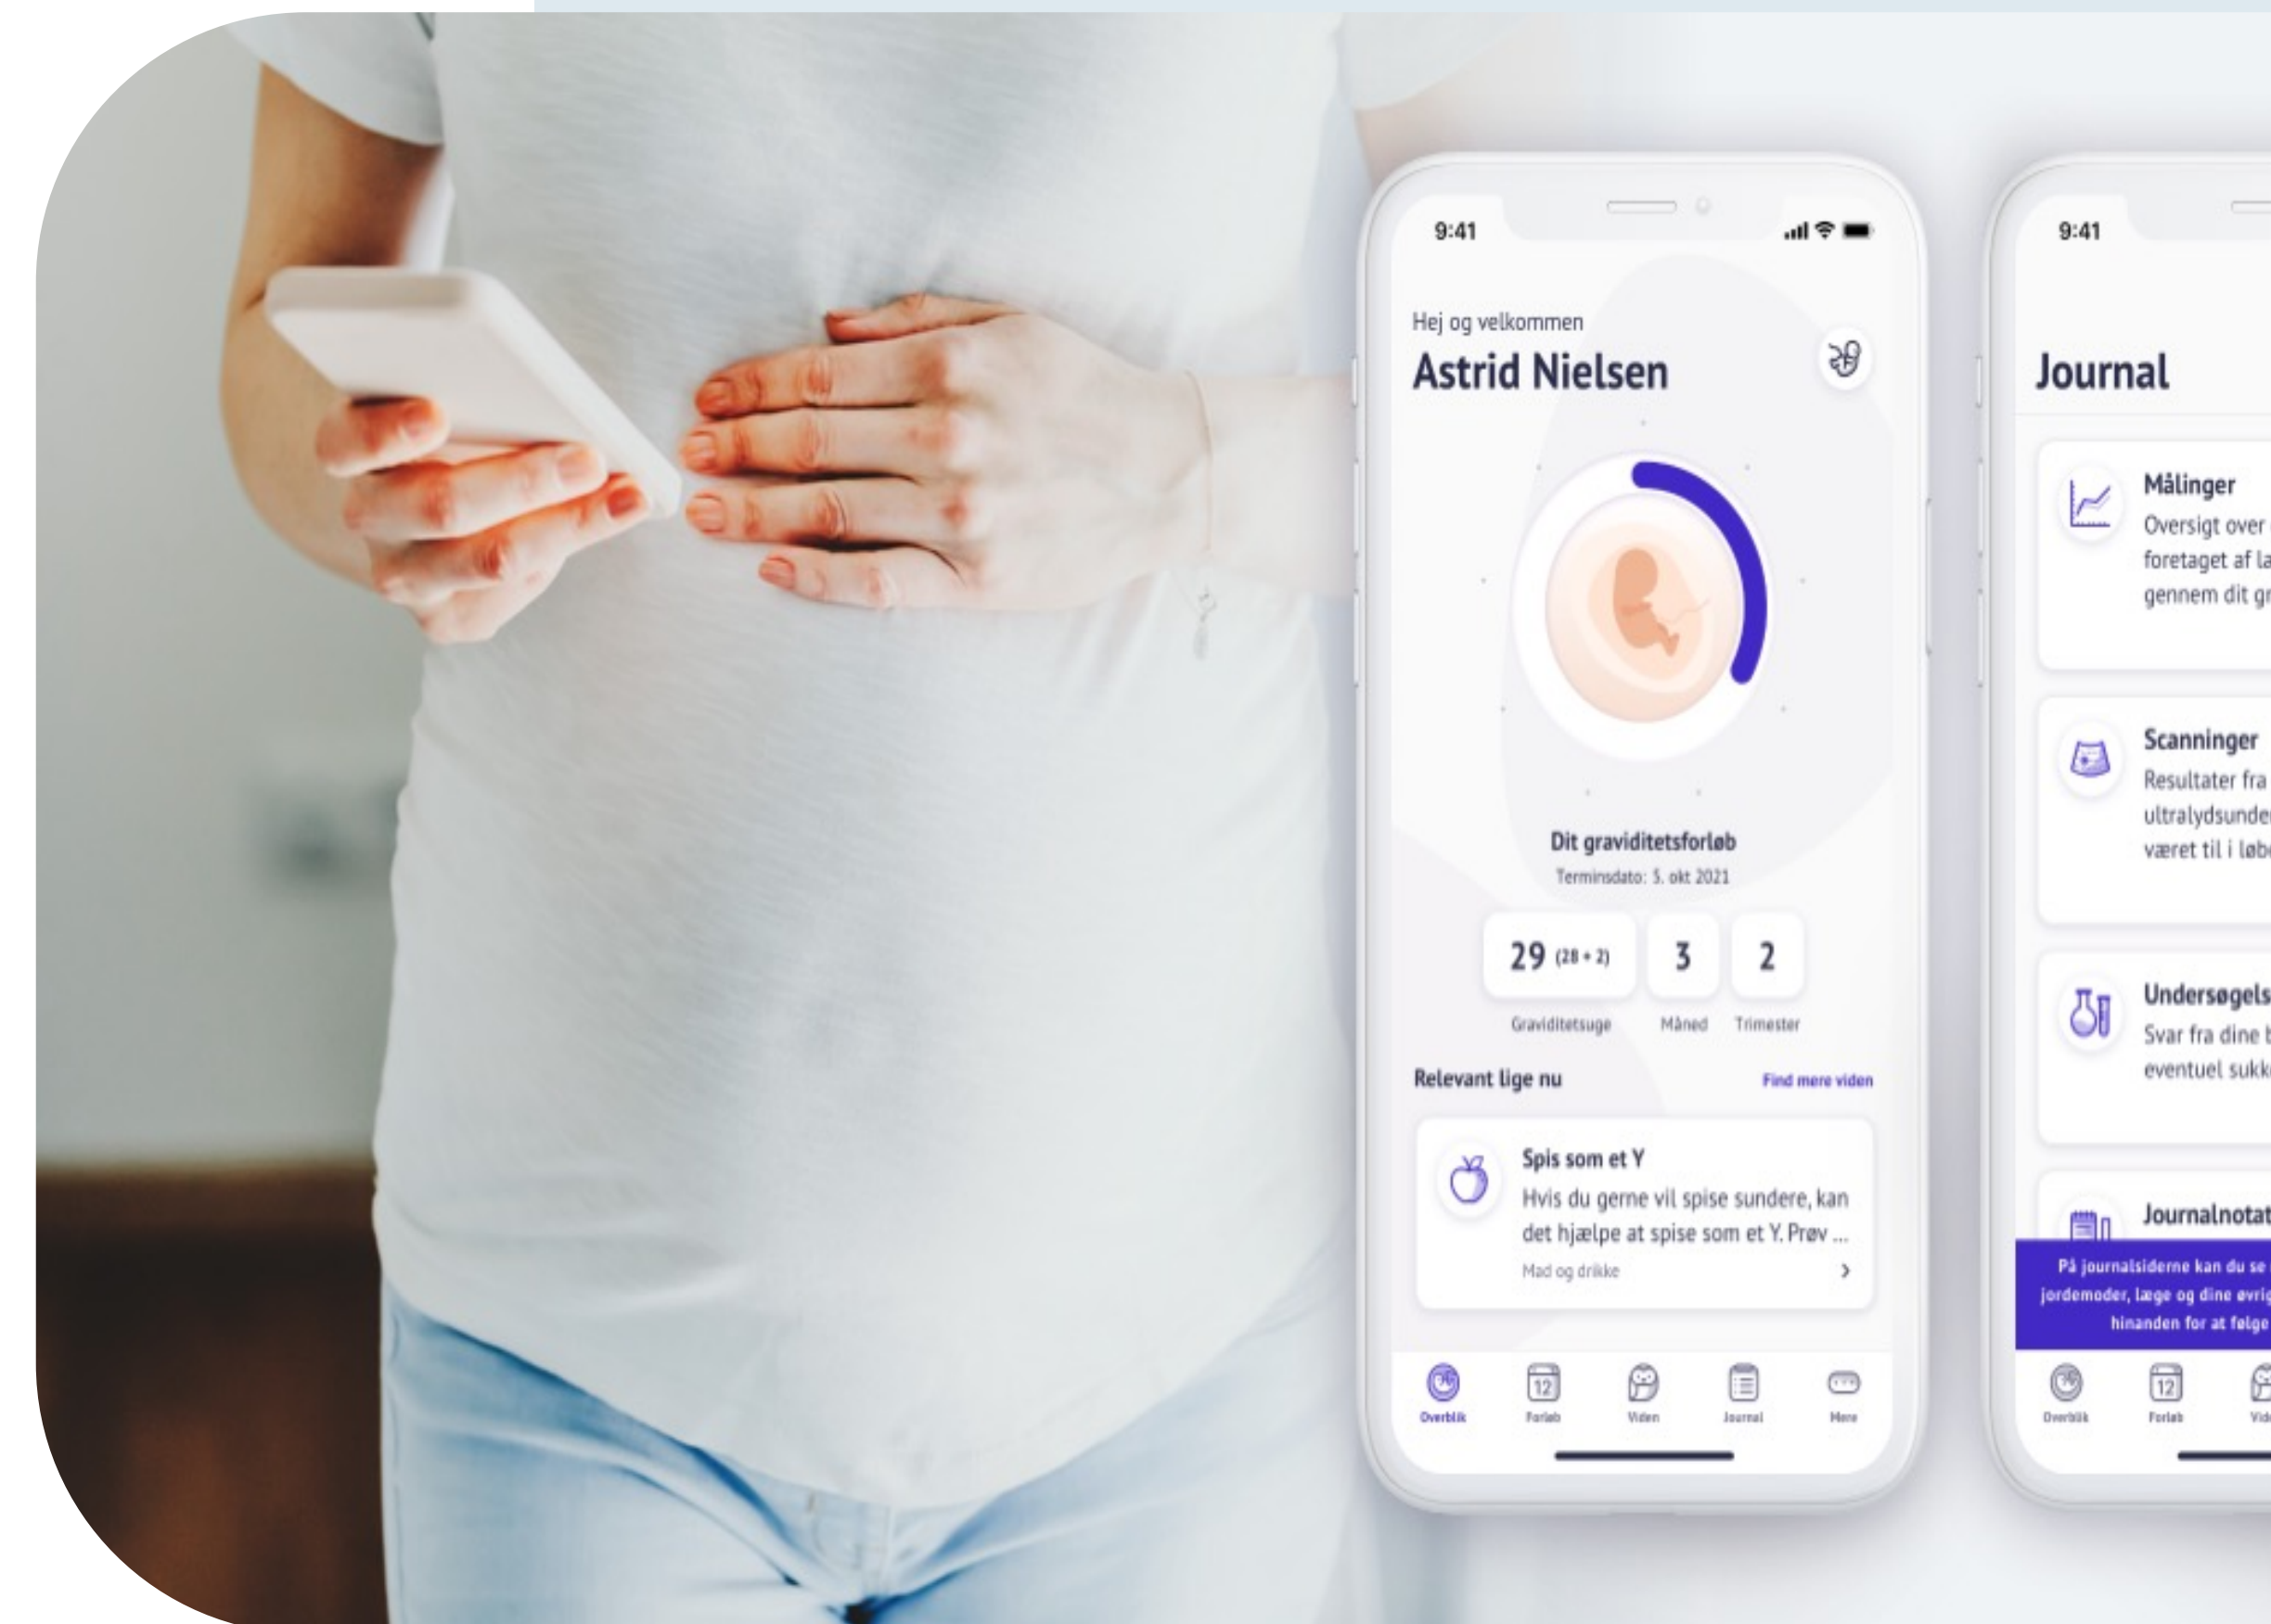 9:41
Hej og velkommen
Astrid Nielsen
Dit graviditetsforløb
Terminsdato: 5. okt 2021
29 (28 + 2)
3
2
Graviditetsuge
Måned
Trimester
Relevant lige nu
Find mere viden
Spis som et Y
Hvis du gerne vil spise sundere, kan
det hjælpe at spise som et Y. Prøv ...
Mad og drikke
12
Overblik
Forløb
Viden
Journal
Mere
9:41
Journal
Målinger
Oversigt over
foretaget af
gennem dit
Scanninger
Resultater fra
været til i
Svar fra dine
eventuel
På journalsiderne kan du se
jordemoder, læge og dine
hinanden for at følge
12
Overblik
Forløb